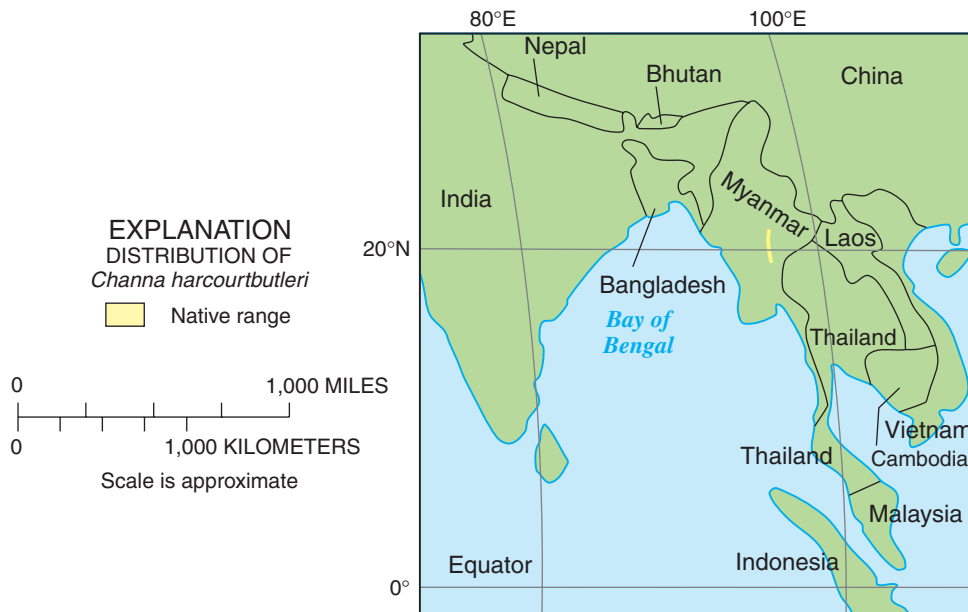 80°E
100°E
Nepal
Bhutan
China
India
Myanmar
EXPLANATION
DISTRIBUTION OF
Channa harcourtbutleri
Native range
20°N
Laos
Bangladesh
Bay of
Bengal
Thailand
0
1,000 MILES
0
1,000 KILOMETERS
Scale is approximate
Vietnam
Cambodia
Thailand
Malaysia
Indonesia
Equator
0°